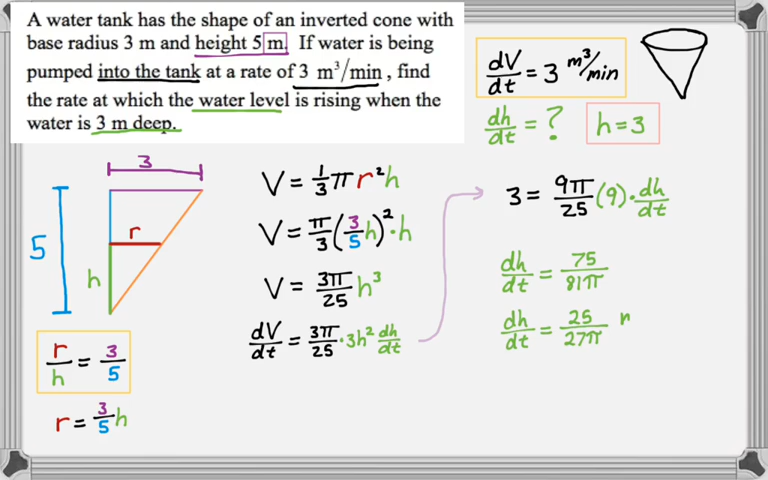 A water tank has the shape of an inverted cone with
base radius 3 m and height 5 m. If water is being
pumped into the tank at a rate of 3 m³/min , find
the rate at which the water level is rising when the
water is 3 m deep.
dV/dt = 3 m³/min
dh/dt = ?
h = 3
3
5
r
h
r/h = 3/5
r = 3/5 h
V = 1/3 π r² h
V = π/3 (3/5 h)² · h
V = 3π/25 h³
dV/dt = 3π/25 · 3h² dh/dt
3 = 9π/25 (9) · dh/dt
dh/dt = 75/81π
dh/dt = 25/27π